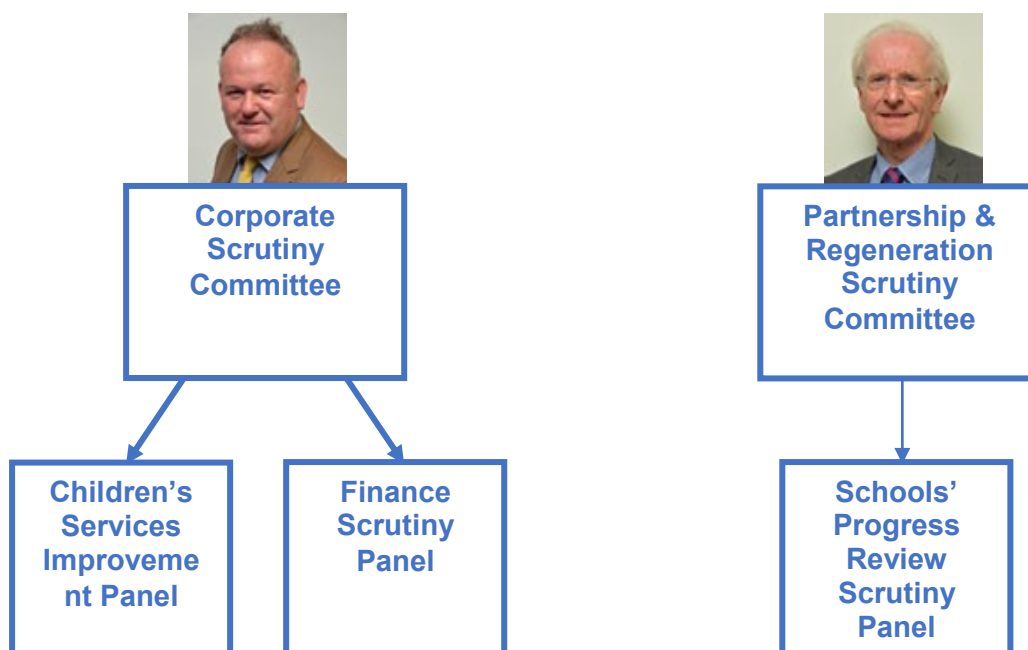 Corporate
Scrutiny
Committee
Partnership &
Regeneration
Scrutiny
Committee
Children’s
Services
Improveme
nt Panel
Finance
Scrutiny
Panel
Schools’
Progress
Review
Scrutiny
Panel